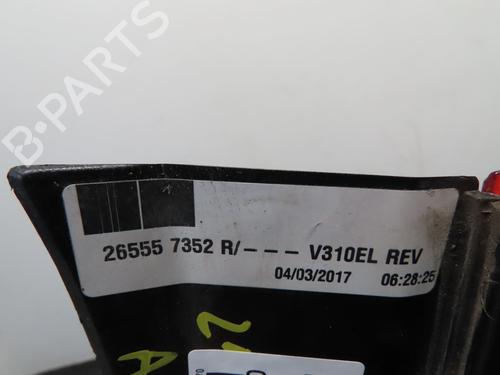 B-PARTS
26555 7352 R/--- V310EL REV
04/03/2017 06:28:25